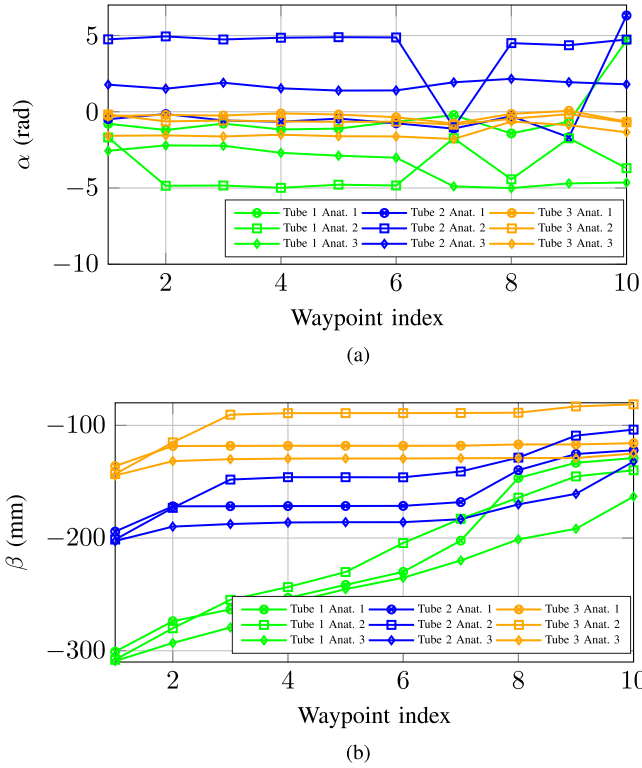 5
0
−5
−10
α (rad)
Tube 1 Anat. 1 Tube 2 Anat. 1 Tube 3 Anat. 1
Tube 1 Anat. 2 Tube 2 Anat. 2 Tube 3 Anat. 2
Tube 1 Anat. 3 Tube 2 Anat. 3 Tube 3 Anat. 3
2 4 6 8 10
Waypoint index
(a)
−100
−200
−300
β (mm)
Tube 1 Anat. 1 Tube 2 Anat. 1 Tube 3 Anat. 1
Tube 1 Anat. 2 Tube 2 Anat. 2 Tube 3 Anat. 2
Tube 1 Anat. 3 Tube 2 Anat. 3 Tube 3 Anat. 3
2 4 6 8 10
Waypoint index
(b)